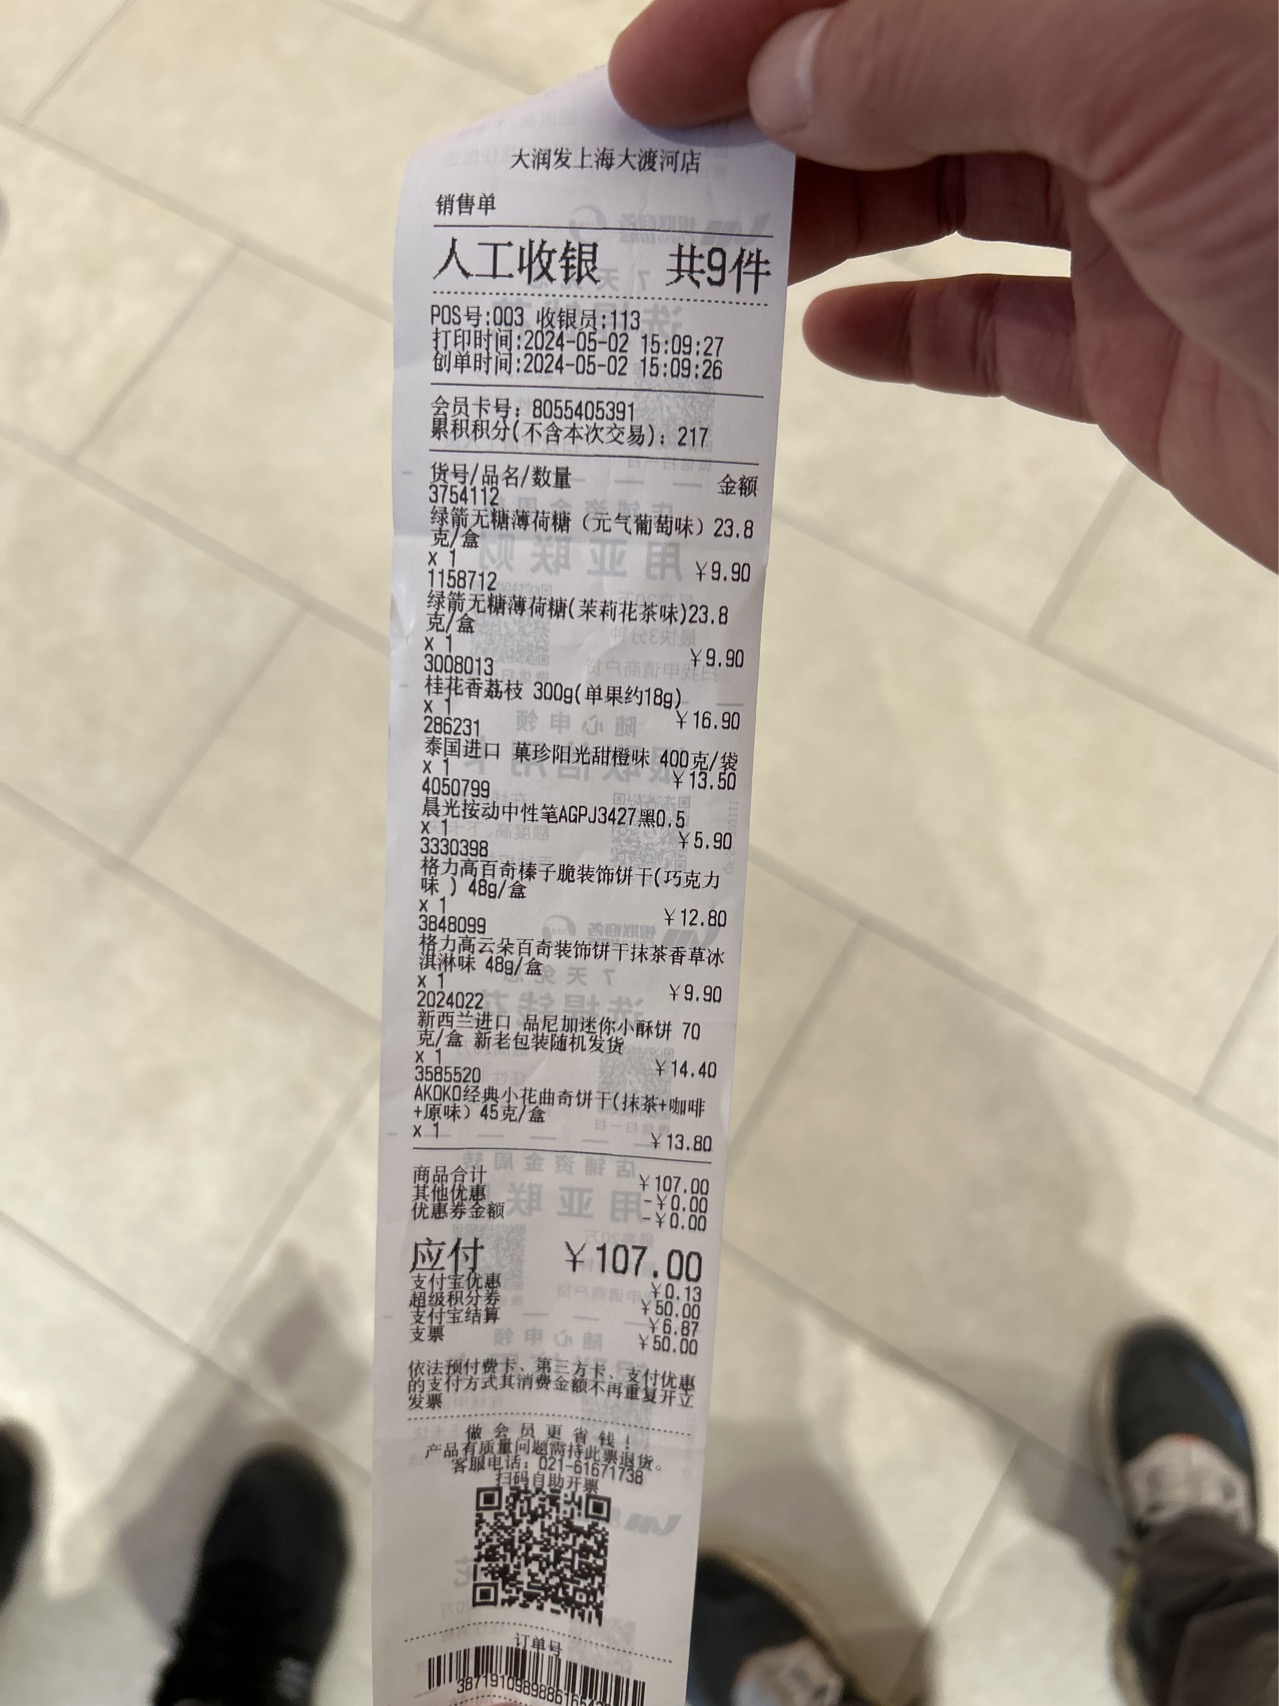 大润发上海大渡河店
销售单
人工收银 共9件
POS号:003 收银员:113
打印时间:2024-05-02 15:09:27
创单时间:2024-05-02 15:09:26
会员卡号: 8055405391
累积积分(不含本次交易): 217
货号/品名/数量 金额
3754112
绿箭无糖薄荷糖（元气葡萄味）23.8
克/盒
x 1 ￥9.90
1158712
绿箭无糖薄荷糖(茉莉花茶味)23.8
克/盒
x 1 ￥9.90
3008013
桂花香荔枝 300g(单果约18g)
x 1 ￥16.90
286231
泰国进口 菓珍阳光甜橙味 400克/袋
x 1 ￥13.50
4050799
晨光按动中性笔AGPJ3427黑0.5
x 1 ￥5.90
3330398
格力高百奇榛子脆装饰饼干(巧克力
味 ) 48g/盒
x 1 ￥12.80
3848099
格力高云朵百奇装饰饼干抹茶香草冰
淇淋味 48g/盒
x 1 ￥9.90
2024022
新西兰进口 品尼加迷你小酥饼 70
克/盒 新老包装随机发货
x 1 ￥14.40
3585520
AKOKO经典小花曲奇饼干(抹茶+咖啡
+原味）45克/盒
x 1 ￥13.80
商品合计 ￥107.00
其他优惠 -￥0.00
优惠券金额 -￥0.00
应付 ￥107.00
支付宝优惠 ￥0.13
超级积分券 ￥50.00
支付宝结算 ￥6.87
支票 ￥50.00
依法预付费卡、第三方卡、支付优惠
的支付方式其消费金额不再重复开立
发票
做会员更省钱!
产品有质量问题需持此票退货。
客服电话: 021-61671738
扫码自助开票
订单号